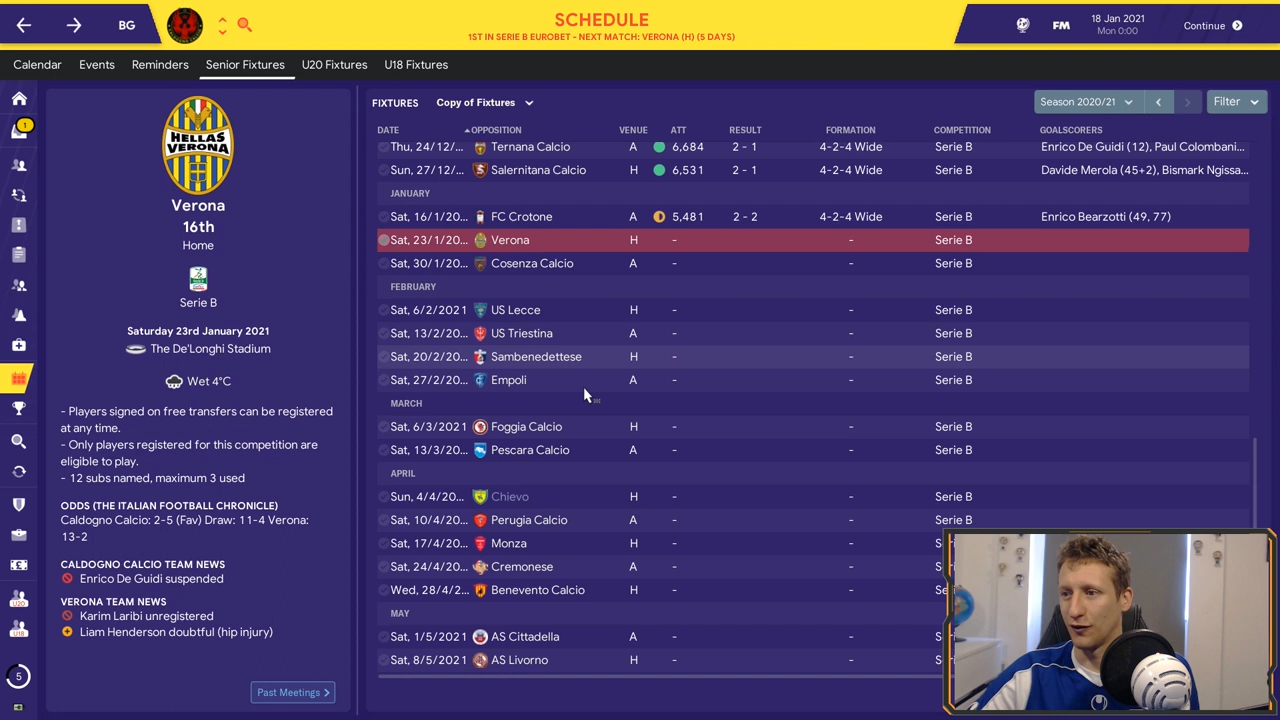 BG
SCHEDULE
1ST IN SERIE B EUROBET - NEXT MATCH: VERONA (H) (5 DAYS)
FM
18 Jan 2021
Mon 0:00
Continue
Calendar Events Reminders Senior Fixtures U20 Fixtures U18 Fixtures
1
HELLAS
VERONA
Verona
16th
Home
Serie B
Saturday 23rd January 2021
The De'Longhi Stadium
Wet 4°C
- Players signed on free transfers can be registered
at any time.
- Only players registered for this competition are
eligible to play.
- 12 subs named, maximum 3 used
ODDS (THE ITALIAN FOOTBALL CHRONICLE)
Caldogno Calcio: 2-5 (Fav) Draw: 11-4 Verona:
13-2
CALDOGNO CALCIO TEAM NEWS
Enrico De Guidi suspended
VERONA TEAM NEWS
Karim Laribi unregistered
Liam Henderson doubtful (hip injury)
Past Meetings
U20
U18
5
FIXTURES Copy of Fixtures Season 2020/21 Filter
DATE OPPOSITION VENUE ATT RESULT FORMATION COMPETITION GOALSCORERS
Thu, 24/12/... Ternana Calcio A 6,684 2 - 1 4-2-4 Wide Serie B Enrico De Guidi (12), Paul Colombani...
Sun, 27/12/... Salernitana Calcio H 6,531 2 - 1 4-2-4 Wide Serie B Davide Merola (45+2), Bismark Ngissa...
JANUARY
Sat, 16/1/20... FC Crotone A 5,481 2 - 2 4-2-4 Wide Serie B Enrico Bearzotti (49, 77)
Sat, 23/1/20... Verona H - - Serie B
Sat, 30/1/20... Cosenza Calcio A - - Serie B
FEBRUARY
Sat, 6/2/2021 US Lecce H - - Serie B
Sat, 13/2/20... US Triestina A - - Serie B
Sat, 20/2/20... Sambenedettese H - - Serie B
Sat, 27/2/20... Empoli A - - Serie B
MARCH
Sat, 6/3/2021 Foggia Calcio H - - Serie B
Sat, 13/3/20... Pescara Calcio A - - Serie B
APRIL
Sun, 4/4/20... Chievo H - - Serie B
Sat, 10/4/20... Perugia Calcio A - - Serie B
Sat, 17/4/20... Monza H - -
Sat, 24/4/20... Cremonese A - -
Wed, 28/4/2... Benevento Calcio H - -
MAY
Sat, 1/5/2021 AS Cittadella A - -
Sat, 8/5/2021 AS Livorno H - -